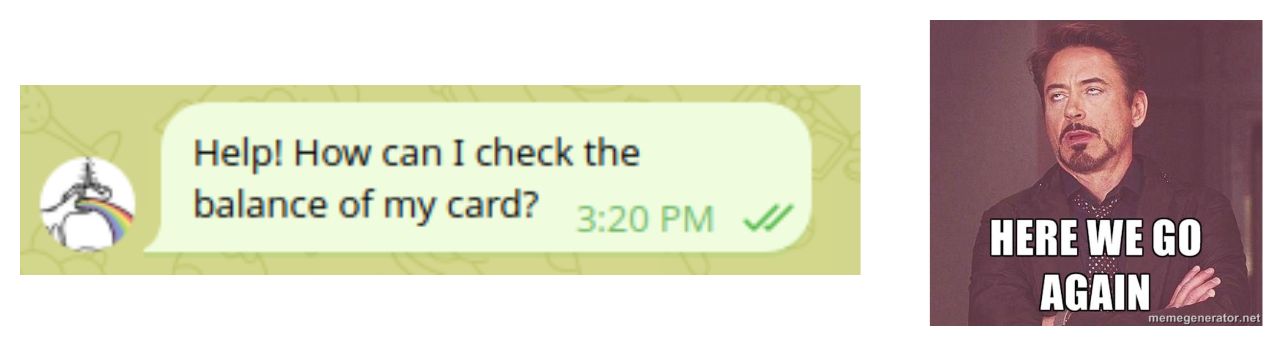 Help! How can I check the
balance of my card?
3:20 PM
HERE WE GO
AGAIN
memegenerator.net